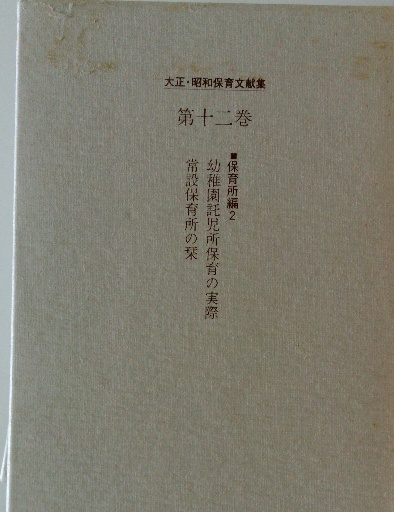 大正・昭和保育文献集
第十二巻
■保育所編2
幼稚園託児所保育の実際
常設保育所の栞